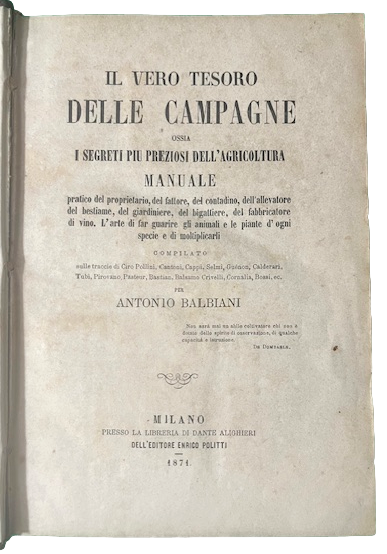 IL VERO TESORO
DELLE CAMPAGNE
OSSIA
I SEGRETI PIU PREZIOSI DELL'AGRICOLTURA
MANUALE
pratico del proprietario, del fattore, del contadino, dell'allevatore
del bestiame, del giardiniere, del bigattiere, del fabbricatore
di vino. L'arte di far guarire gli animali e le piante d'ogni
specie e di moltiplicarli
COMPILATO
sulle traccie di Ciro Pollini, Cantoni, Cappa, Selmi, Guénon, Calderari,
Tubi, Pirovano, Pasteur, Bastian, Balsamo Crivelli, Cornalia, Bossi, ec.
PER
ANTONIO BALBIANI
Non sarà mai un abile coltivatore chi non è
dotato dello spirito di osservazione, di qualche
capacità e istruzione.
DE DOMBASLE.
MILANO
PRESSO LA LIBRERIA DI DANTE ALIGHIERI
DELL'EDITORE ENRICO POLITTI
1871